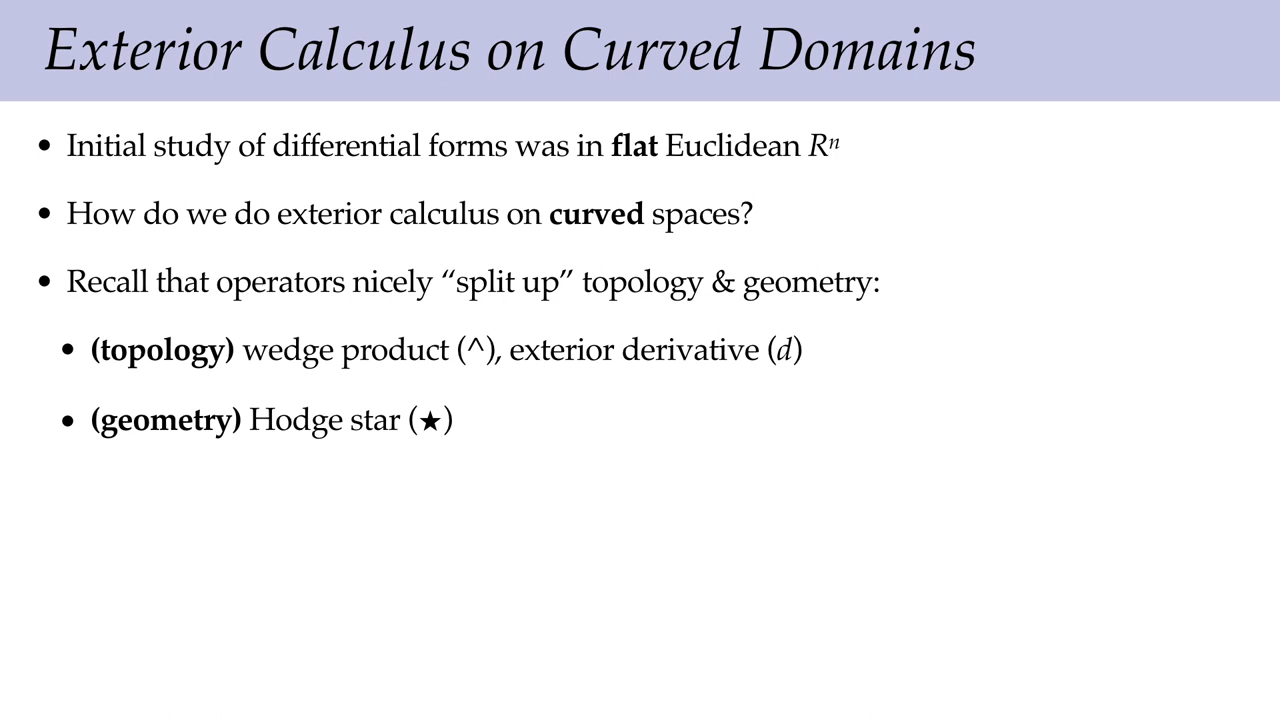 Exterior Calculus on Curved Domains
• Initial study of differential forms was in flat Euclidean Rⁿ
• How do we do exterior calculus on curved spaces?
• Recall that operators nicely “split up” topology & geometry:
• (topology) wedge product (^), exterior derivative (d)
• (geometry) Hodge star (★)